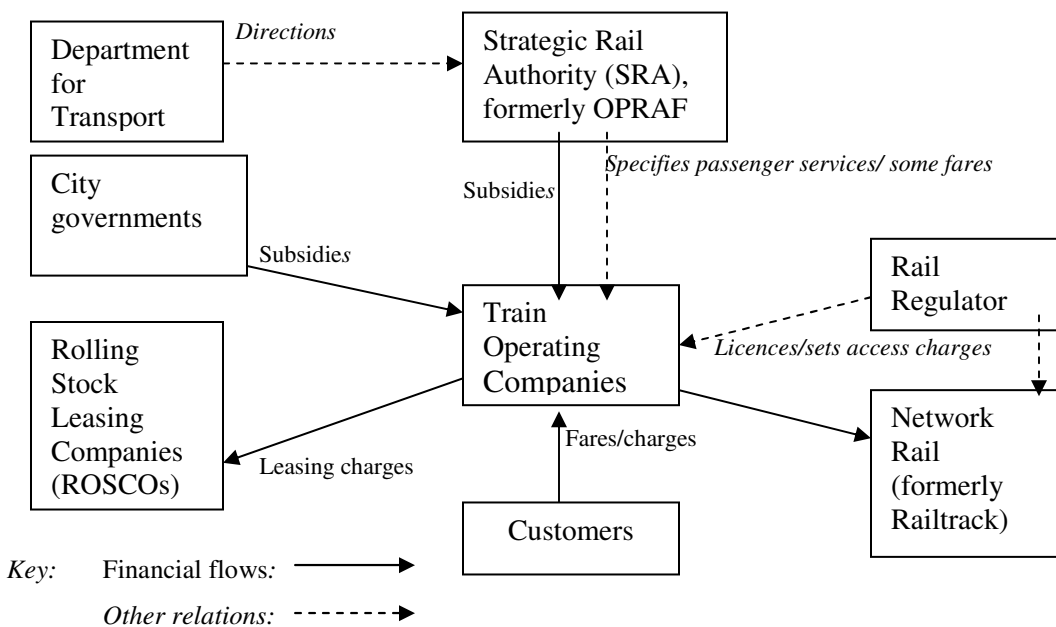 Department
for
Transport
Directions
Strategic Rail
Authority (SRA),
formerly OPRAF
Specifies passenger services/ some fares
Subsidies
City
governments
Subsidies
Rail
Regulator
Train
Operating
Companies
Licences/sets access charges
Rolling
Stock
Leasing
Companies
(ROSCOs)
Leasing charges
Fares/charges
Network
Rail
(formerly
Railtrack)
Customers
Key: Financial flows:
Other relations: